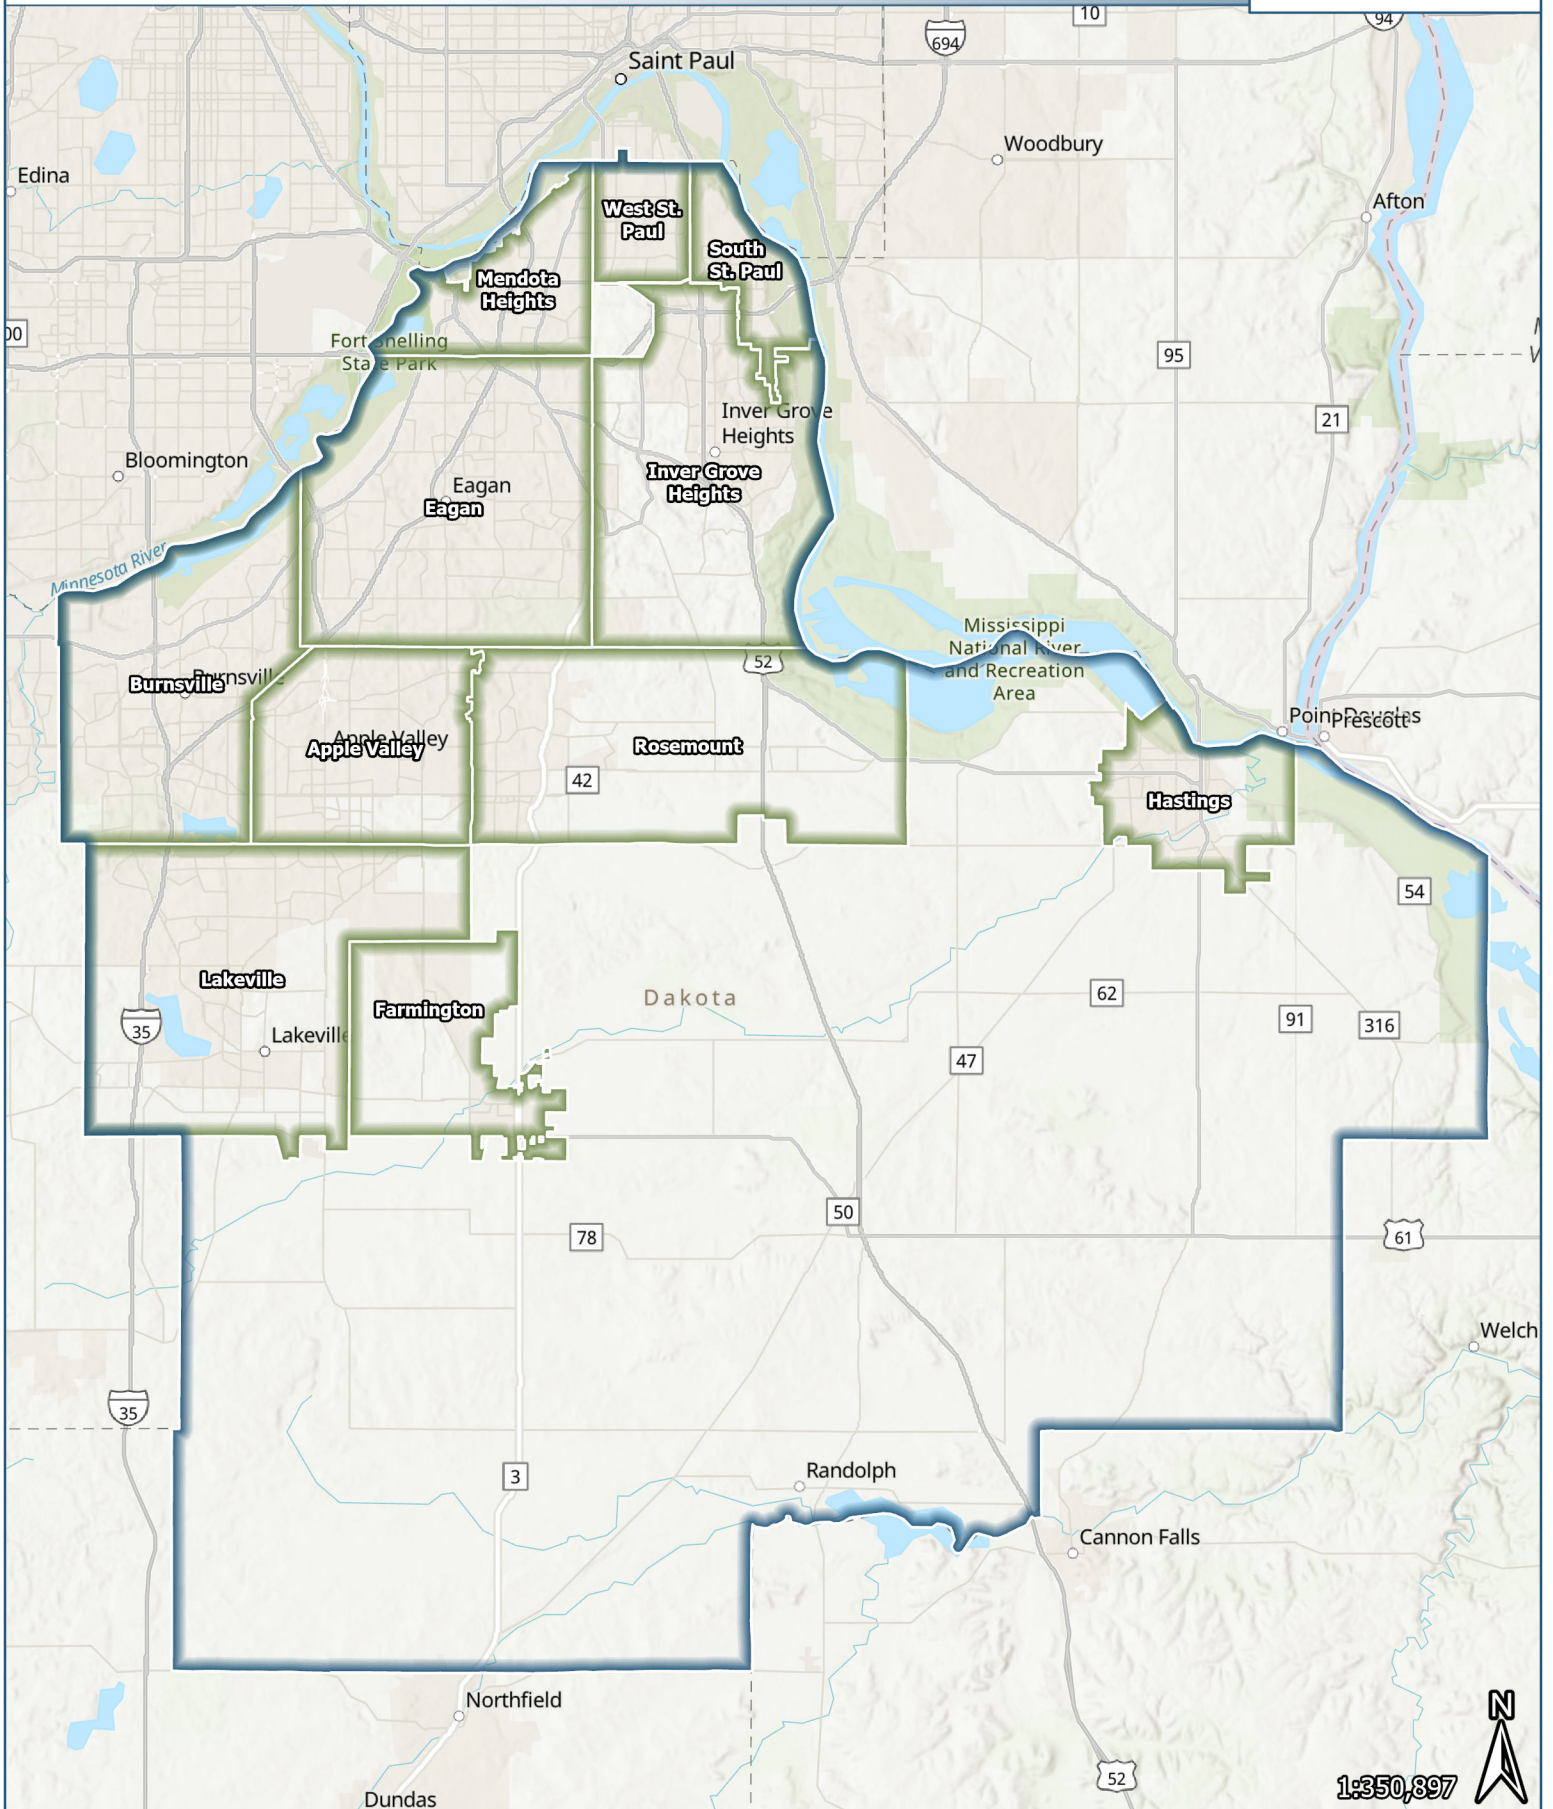 10
94
694
Saint Paul
Woodbury
Edina
Afton
West St.
Paul
South
St. Paul
Mendota
Heights
Fort Snelling
State Park
95
21
Inver Grove
Heights
Bloomington
Inver Grove
Heights
Eagan
Eagan
Minnesota River
Mississippi
National River
and Recreation
Area
52
Burnsville
Burnsville
Point Douglas
Prescott
Apple Valley
Apple Valley
Rosemount
42
Hastings
54
Lakeville
Farmington
Dakota
62
91
316
35
Lakeville
47
50
78
61
Welch
35
Randolph
3
Cannon Falls
Northfield
N
52
1:350,897
Dundas